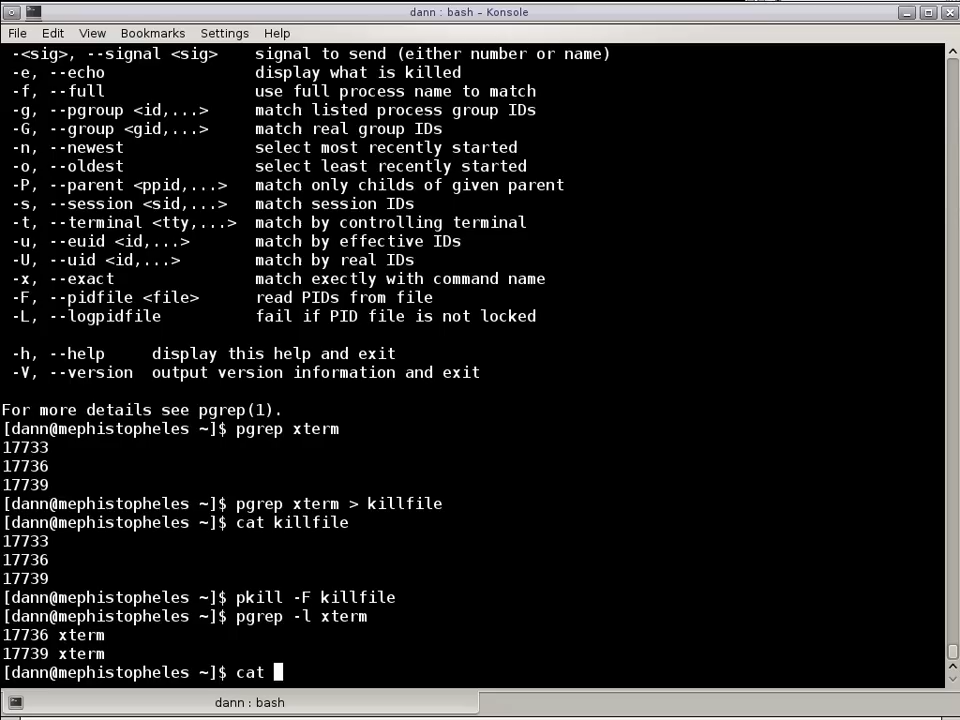 dann : bash – Konsole
File Edit View Bookmarks Settings Help
-<sig>, --signal <sig> signal to send (either number or name)
-e, --echo display what is killed
-f, --full use full process name to match
-g, --pgroup <id,...> match listed process group IDs
-G, --group <gid,...> match real group IDs
-n, --newest select most recently started
-o, --oldest select least recently started
-P, --parent <ppid,...> match only childs of given parent
-s, --session <sid,...> match session IDs
-t, --terminal <tty,...> match by controlling terminal
-u, --euid <id,...> match by effective IDs
-U, --uid <id,...> match by real IDs
-x, --exact match exectly with command name
-F, --pidfile <file> read PIDs from file
-L, --logpidfile fail if PID file is not locked
-h, --help display this help and exit
-V, --version output version information and exit
For more details see pgrep(1).
[dann@mephistopheles ~]$ pgrep xterm
17733
17736
17739
[dann@mephistopheles ~]$ pgrep xterm > killfile
[dann@mephistopheles ~]$ cat killfile
17733
17736
17739
[dann@mephistopheles ~]$ pkill -F killfile
[dann@mephistopheles ~]$ pgrep -l xterm
17736 xterm
17739 xterm
[dann@mephistopheles ~]$ cat
dann : bash